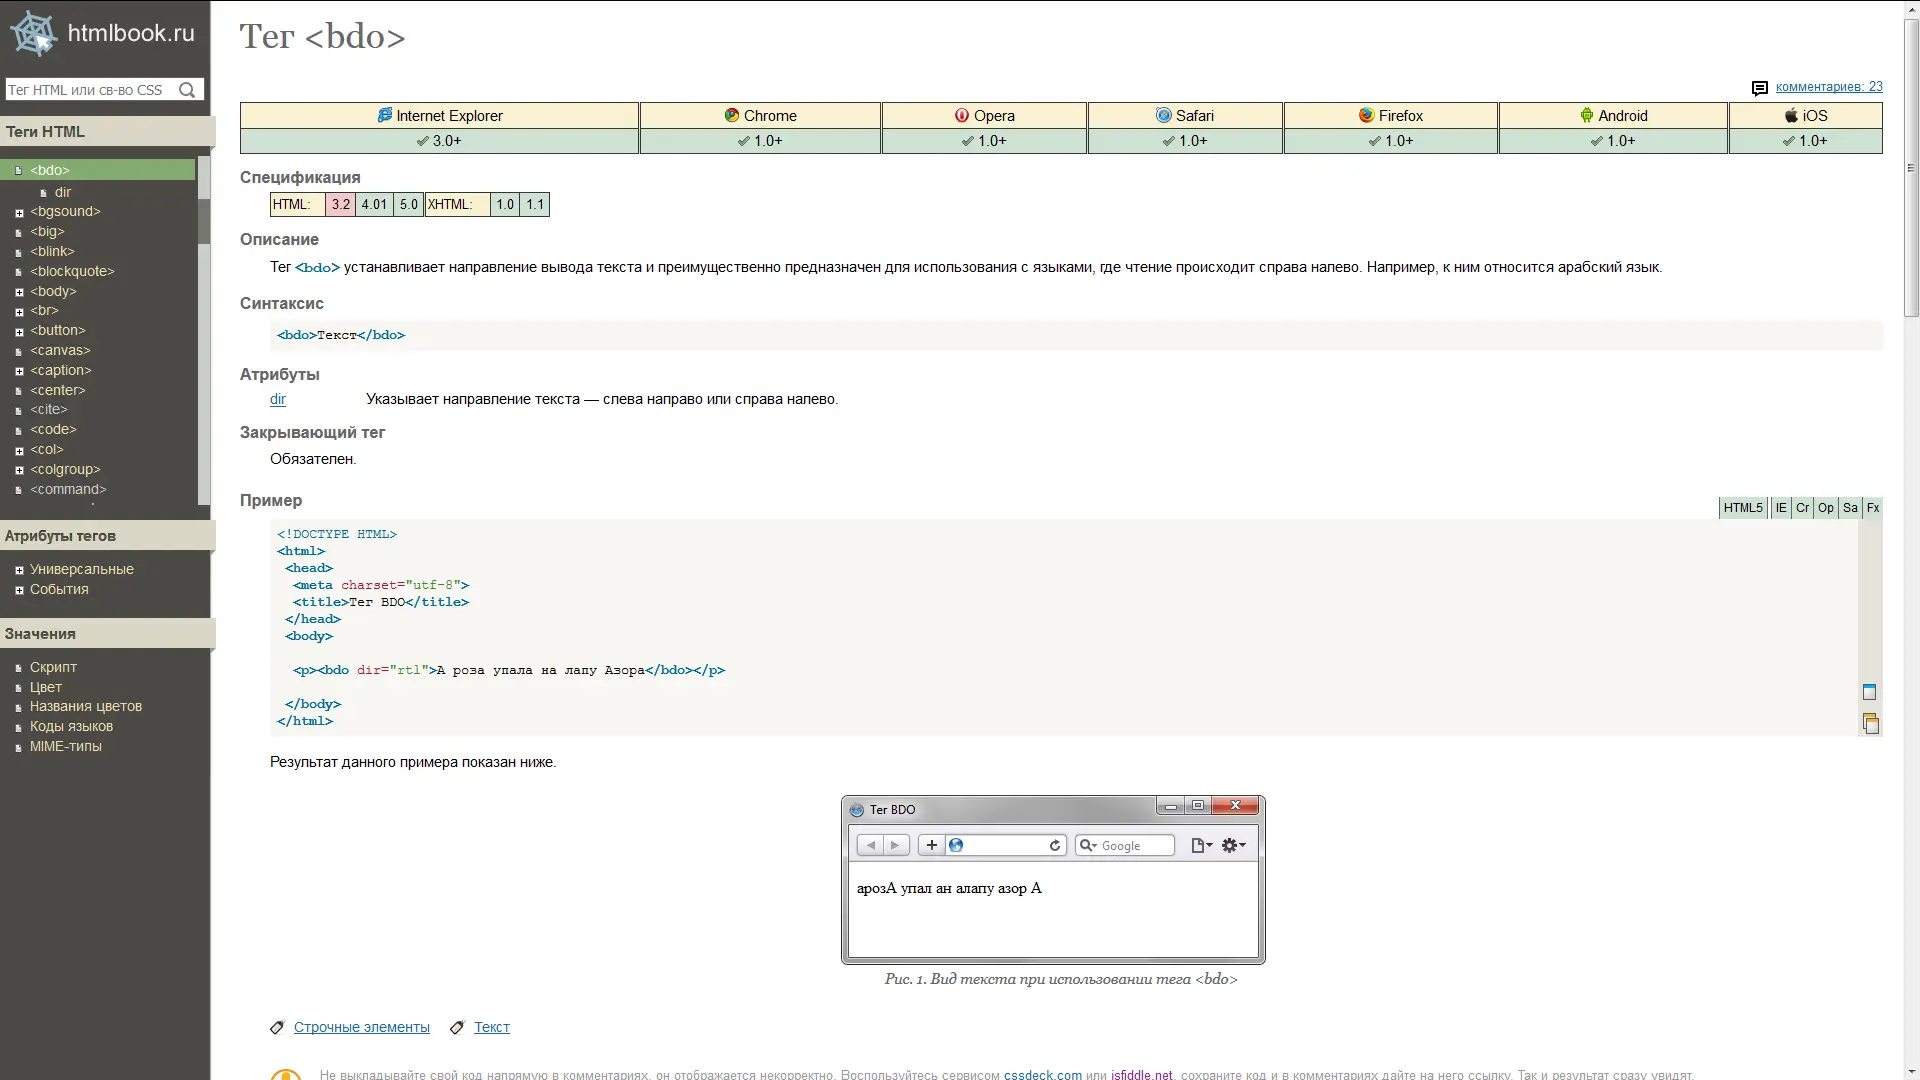 htmlbook.ru
Тег HTML или св-во CSS
Теги HTML
<bdo>
dir
<bgsound>
<big>
<blink>
<blockquote>
<body>
<br>
<button>
<canvas>
<caption>
<center>
<cite>
<code>
<col>
<colgroup>
<command>
Атрибуты тегов
Универсальные
События
Значения
Скрипт
Цвет
Названия цветов
Коды языков
MIME-типы
Тег <bdo>
комментариев: 23
Internet Explorer Chrome Opera Safari Firefox Android iOS
3.0+ 1.0+ 1.0+ 1.0+ 1.0+ 1.0+ 1.0+
Спецификация
HTML: 3.2 4.01 5.0 XHTML: 1.0 1.1
Описание
Тег <bdo> устанавливает направление вывода текста и преимущественно предназначен для использования с языками, где чтение происходит справа налево. Например, к ним относится арабский язык.
Синтаксис
<bdo>Текст</bdo>
Атрибуты
dir Указывает направление текста — слева направо или справа налево.
Закрывающий тег
Обязателен.
Пример
HTML5 IE Cr Op Sa Fx
<!DOCTYPE HTML>
<html>
<head>
<meta charset="utf-8">
<title>Тег BDO</title>
</head>
<body>
<p><bdo dir="rtl">А роза упала на лапу Азора</bdo></p>
</body>
</html>
Результат данного примера показан ниже.
Тег BDO
Google
арозА упал ан алапу азор А
Рис. 1. Вид текста при использовании тега <bdo>
Строчные элементы Текст
Не выкладывайте свой код напрямую в комментариях, он отображается некорректно. Воспользуйтесь сервисом cssdeck.com или jsfiddle.net, сохраните код и в комментариях дайте на него ссылку. Так и результат сразу увидят.